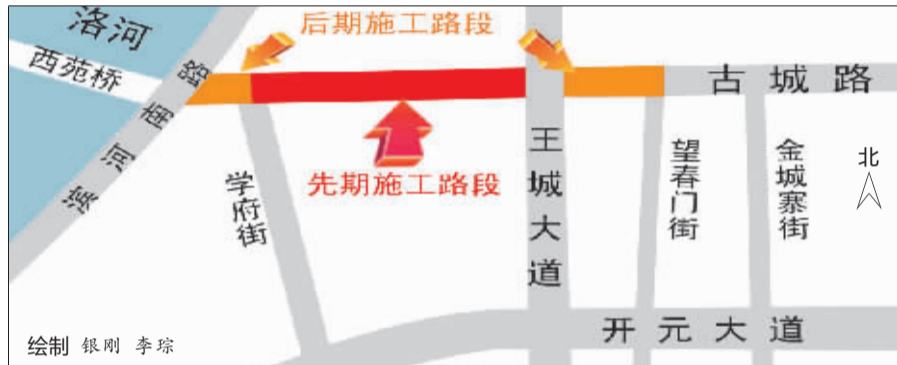 洛河
后期施工路段
西苑桥
滨河南路
古城路
先期施工路段
学府街
王城大道
望春门街
金城寨街
北
开元大道
绘制 银刚 李琮